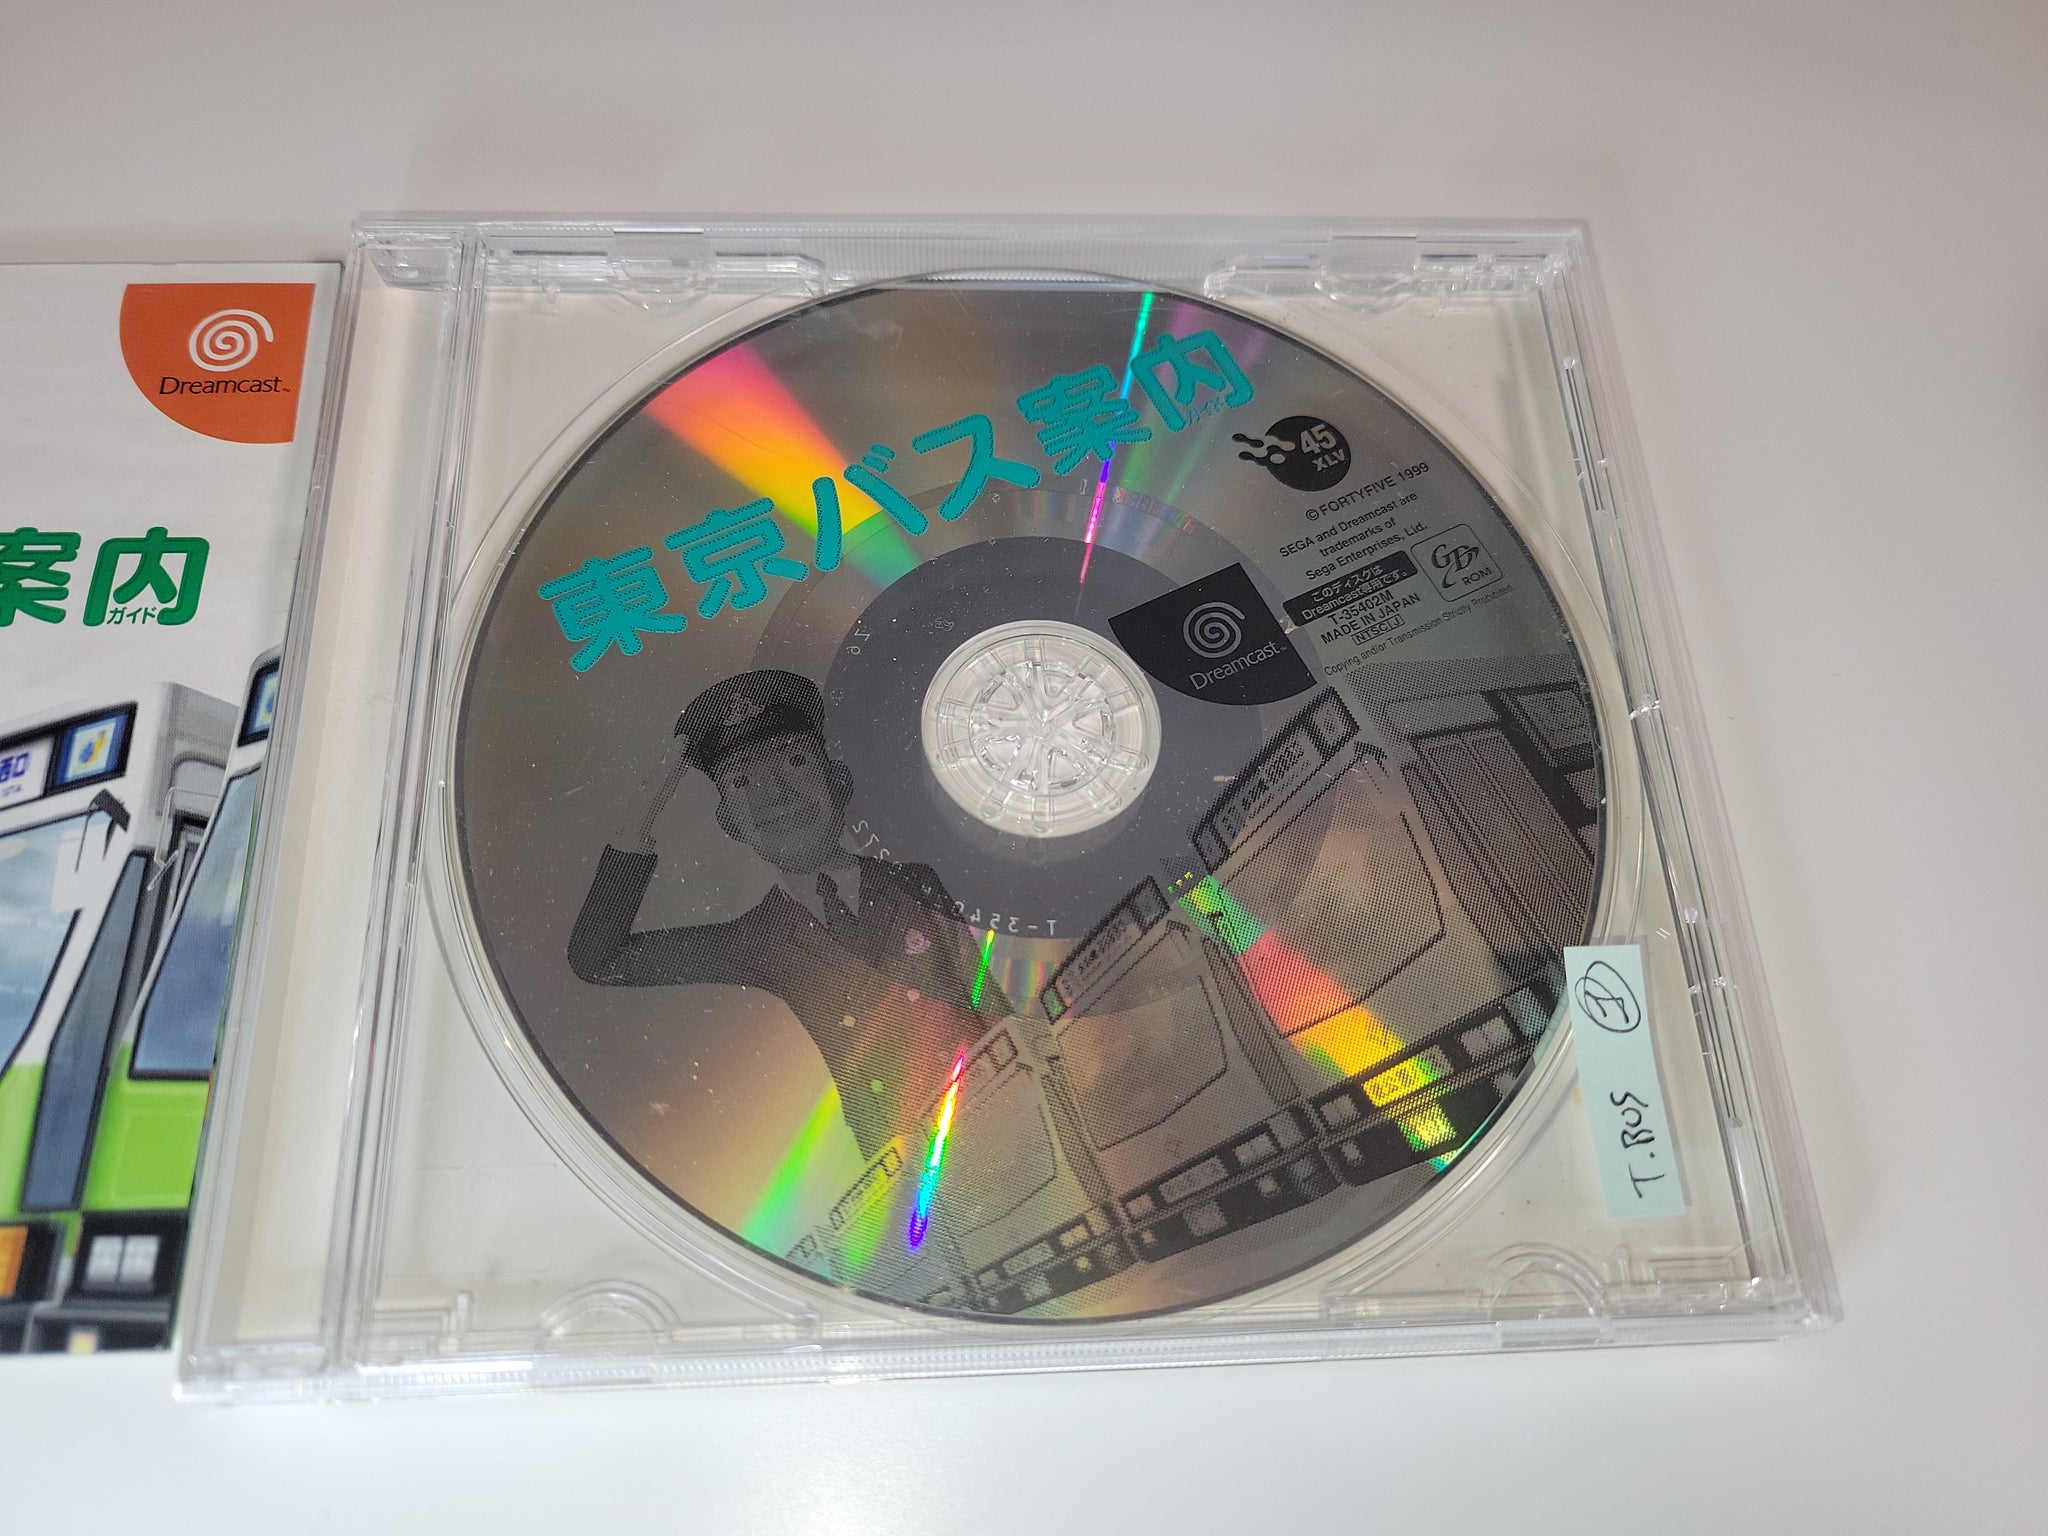 Dreamcast™
案内
ガイド
東京バス案内
ガイド
45
XLV
© FORTYFIVE 1999
SEGA and Dreamcast are
trademarks of
Sega Enterprises, Ltd.
このディスクは
Dreamcast専用です。
T-35402M
MADE IN JAPAN
NTSC J
Copying and/or Transmission Strictly Prohibited.
GD
ROM
Dreamcast™
T.BUS